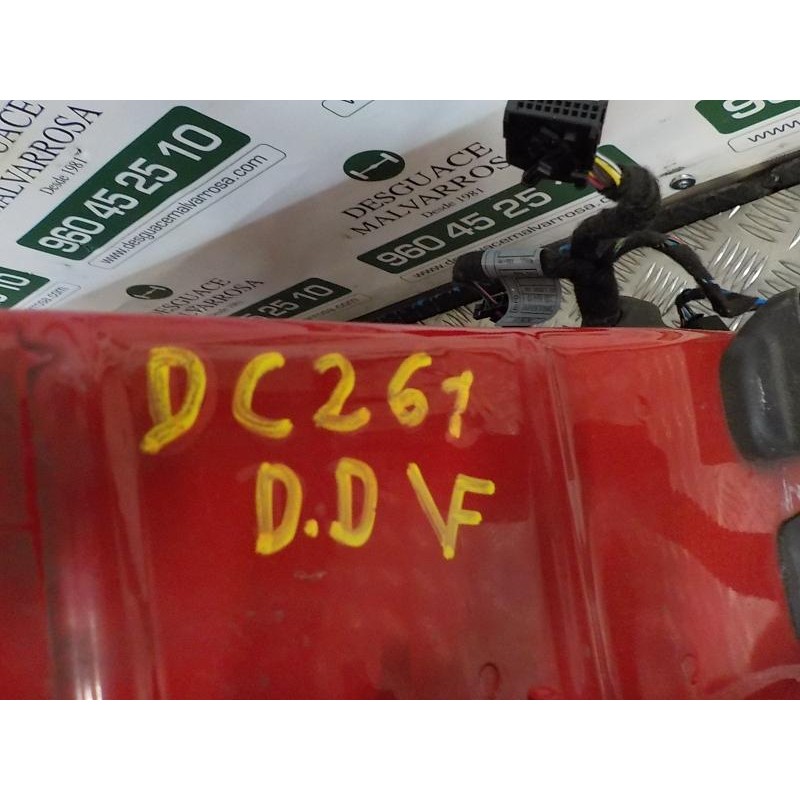 DESGUACE
MALVARROSA
Desde 1981
960 45 25 10
www.desguacemalvarrosa.com
DESGUACE
MALVARROSA
Desde 1981
960 45 25
DESGUACE
MALVARROSA
25 10
DC261
D.D VF